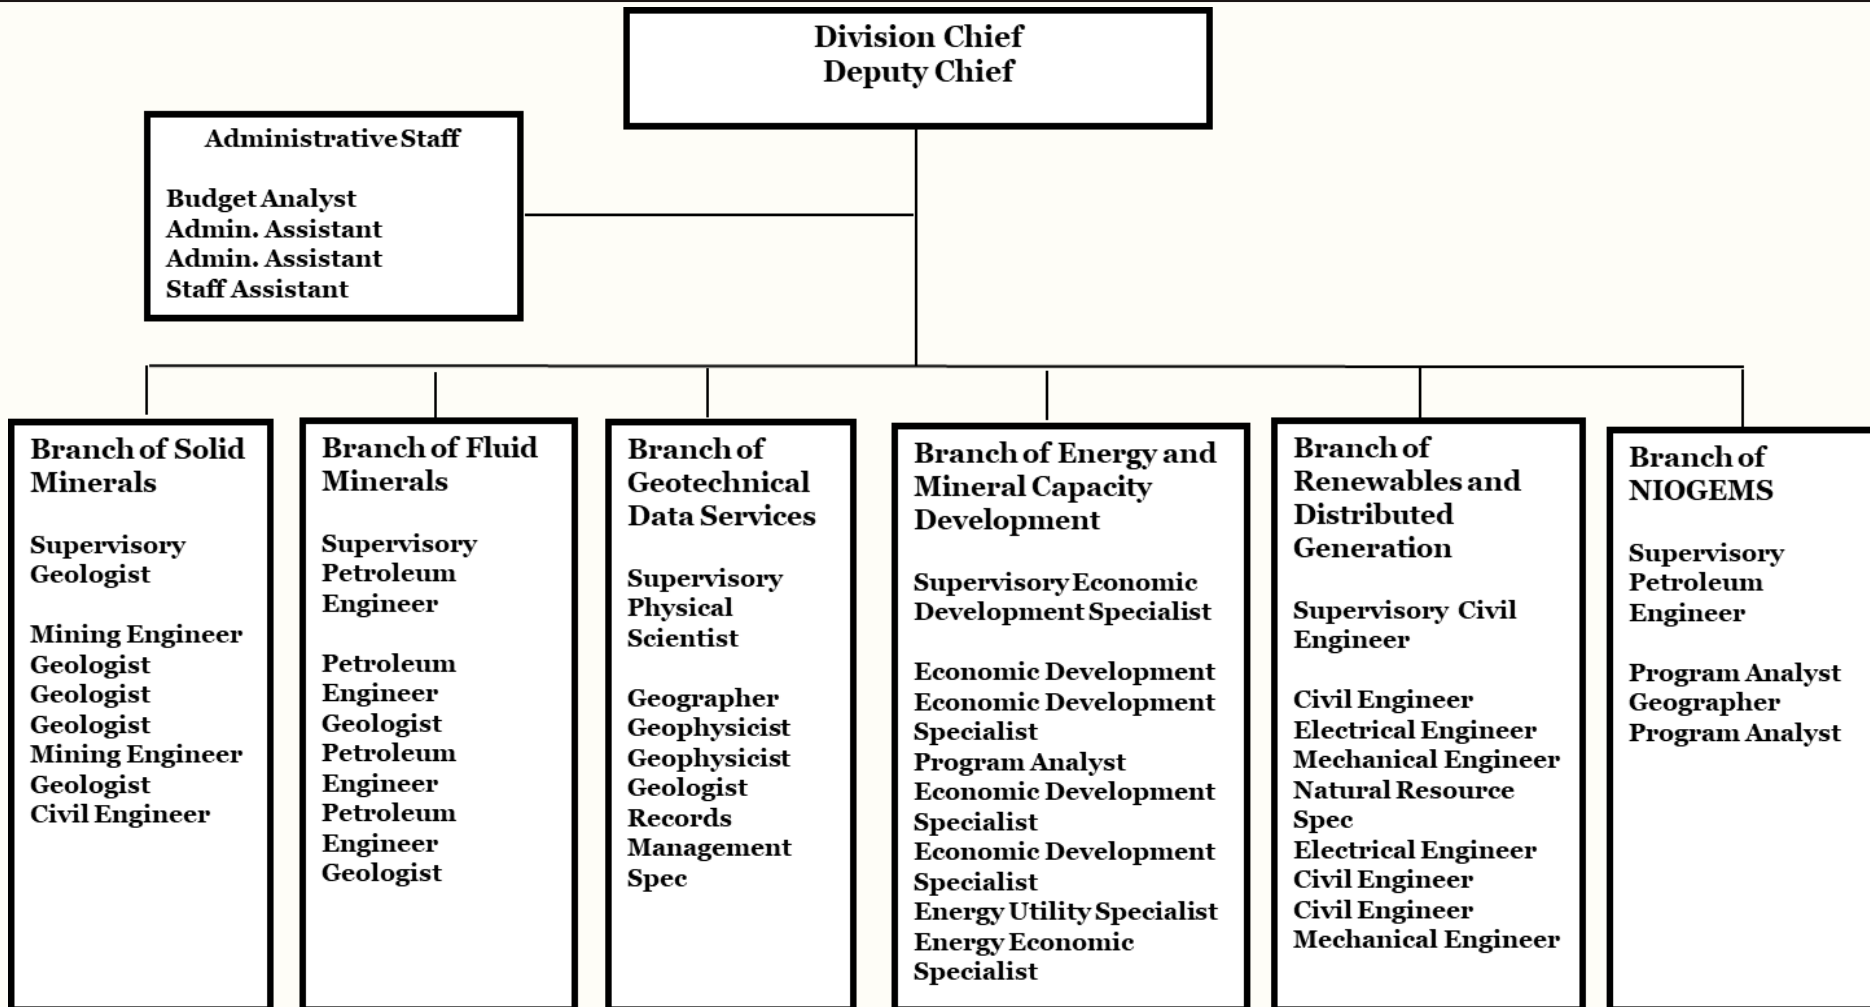 Division Chief
Deputy Chief
Administrative Staff
Budget Analyst
Admin. Assistant
Admin. Assistant
Staff Assistant
Branch of Solid
Minerals
Supervisory
Geologist
Mining Engineer
Geologist
Geologist
Geologist
Mining Engineer
Geologist
Civil Engineer
Branch of Fluid
Minerals
Supervisory
Petroleum
Engineer
Petroleum
Engineer
Geologist
Petroleum
Engineer
Petroleum
Engineer
Geologist
Branch of
Geotechnical
Data Services
Supervisory
Physical
Scientist
Geographer
Geophysicist
Geophysicist
Geologist
Records
Management
Spec
Branch of Energy and
Mineral Capacity
Development
Supervisory Economic
Development Specialist
Economic Development
Economic Development
Specialist
Program Analyst
Economic Development
Specialist
Economic Development
Specialist
Energy Utility Specialist
Energy Economic
Specialist
Branch of
Renewables and
Distributed
Generation
Supervisory Civil
Engineer
Civil Engineer
Electrical Engineer
Mechanical Engineer
Natural Resource
Spec
Electrical Engineer
Civil Engineer
Civil Engineer
Mechanical Engineer
Branch of
NIOGEMS
Supervisory
Petroleum
Engineer
Program Analyst
Geographer
Program Analyst